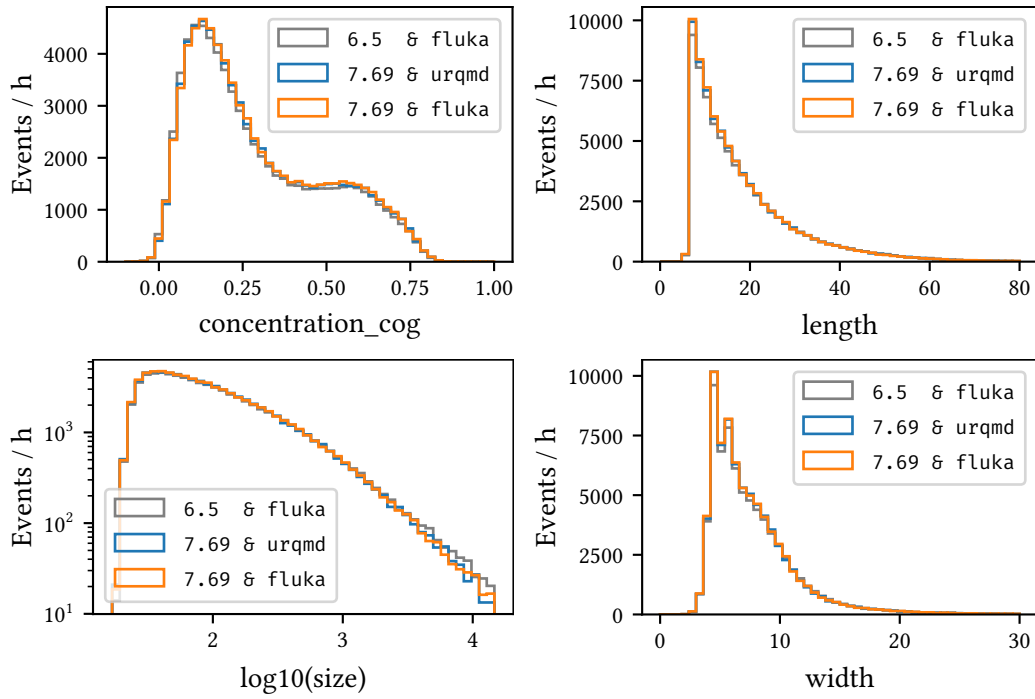 Events / h
4000
3000
2000
1000
0
6.5 & fluka
7.69 & urqmd
7.69 & fluka
0.00 0.25 0.50 0.75 1.00
concentration_cog
Events / h
10000
7500
5000
2500
0
6.5 & fluka
7.69 & urqmd
7.69 & fluka
0 20 40 60 80
length
Events / h
10³
10²
10¹
6.5 & fluka
7.69 & urqmd
7.69 & fluka
2 3 4
log10(size)
Events / h
10000
7500
5000
2500
0
6.5 & fluka
7.69 & urqmd
7.69 & fluka
0 10 20 30
width